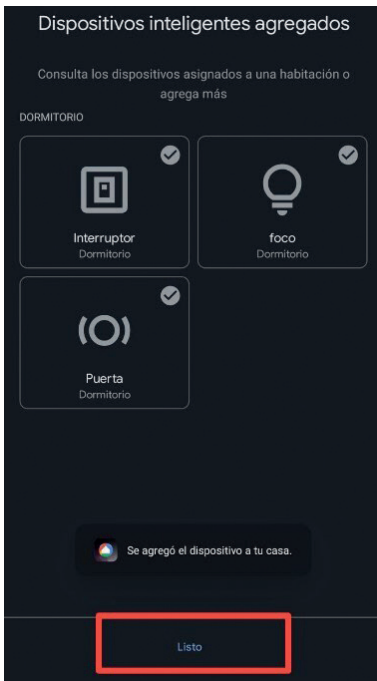 Dispositivos inteligentes agregados
Consulta los dispositivos asignados a una habitación o
agrega más
DORMITORIO
Interruptor
Dormitorio
foco
Dormitorio
Puerta
Dormitorio
Se agregó el dispositivo a tu casa.
Listo